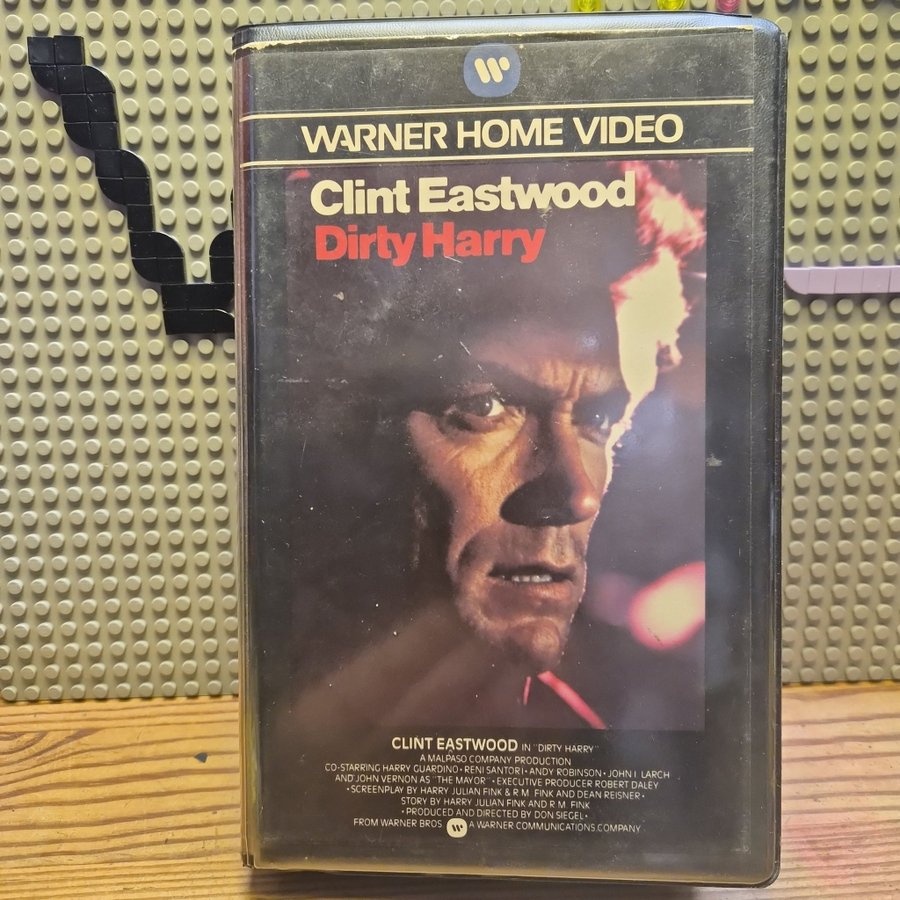 WARNER HOME VIDEO
Clint Eastwood
Dirty Harry
CLINT EASTWOOD IN "DIRTY HARRY"
A MALPASO COMPANY PRODUCTION
CO-STARRING HARRY GUARDINO • RENI SANTORI • ANDY ROBINSON • JOHN I LARCH
AND JOHN VERNON AS "THE MAYOR" • EXECUTIVE PRODUCER ROBERT DALEY
• SCREENPLAY BY HARRY JULIAN FINK & R.M. FINK AND DEAN REISNER •
STORY BY HARRY JULIAN FINK AND R.M. FINK
• PRODUCED AND DIRECTED BY DON SIEGEL •
FROM WARNER BROS A WARNER COMMUNICATIONS COMPANY